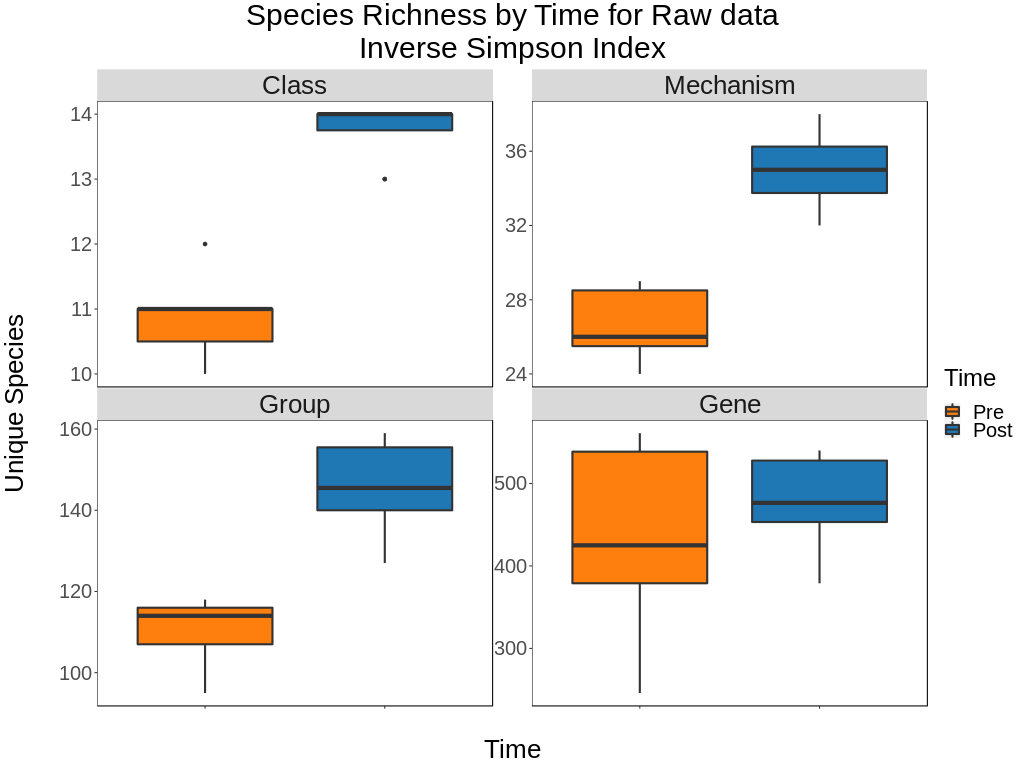 Species Richness by Time for Raw data
Inverse Simpson Index
Class
Mechanism
14
13
12
11
10
36
32
28
24
Group
Gene
160
140
120
100
500
400
300
Unique Species
Time
Time
Pre
Post